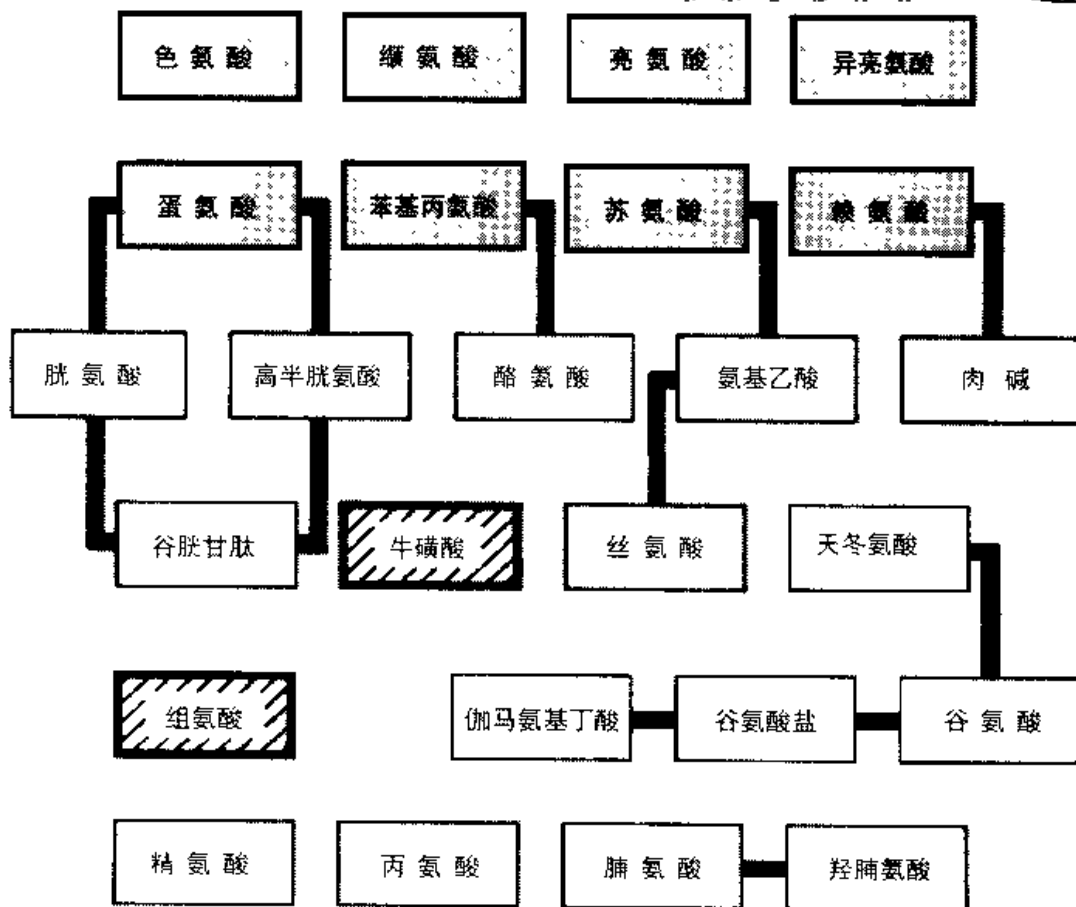 色氨酸 缬氨酸 亮氨酸 异亮氨酸
蛋氨酸 苯基丙氨酸 苏氨酸 赖氨酸
胱氨酸 高半胱氨酸 酪氨酸 氨基乙酸 肉碱
谷胱甘肽 牛磺酸 丝氨酸 天冬氨酸
组氨酸 伽马氨基丁酸 谷氨酸盐 谷氨酸
精氨酸 丙氨酸 脯氨酸 羟脯氨酸